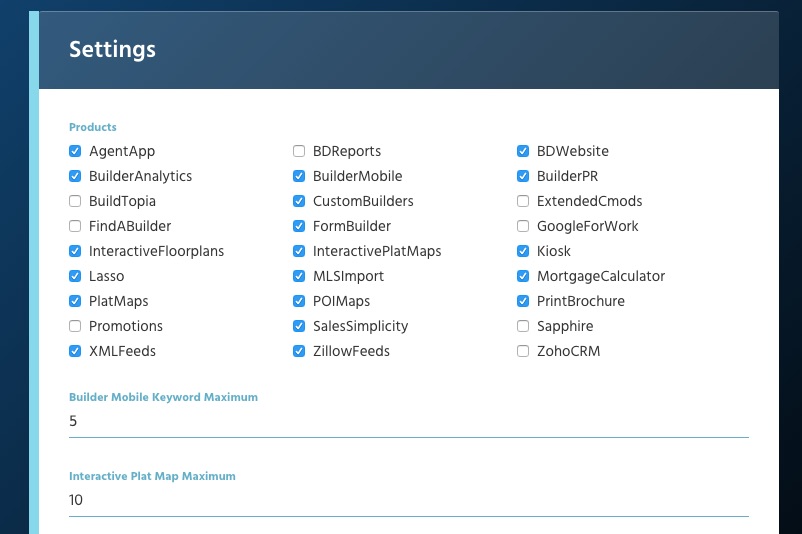 Settings
Products
AgentApp BDReports BDWebsite
BuilderAnalytics BuilderMobile BuilderPR
BuildTopia CustomBuilders ExtendedCmods
FindABuilder FormBuilder GoogleForWork
InteractiveFloorplans InteractivePlatMaps Kiosk
Lasso MLSImport MortgageCalculator
PlatMaps POIMaps PrintBrochure
Promotions SalesSimplicity Sapphire
XMLFeeds ZillowFeeds ZohoCRM
Builder Mobile Keyword Maximum
5
Interactive Plat Map Maximum
10